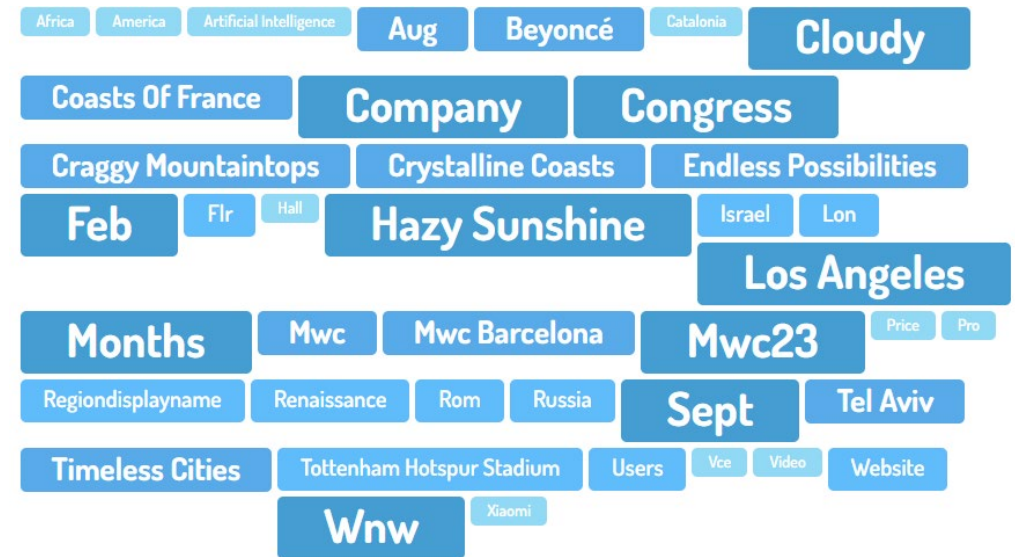 Africa America Artificial Intelligence Aug Beyoncé Catalonia Cloudy
Coasts Of France Company Congress
Craggy Mountaintops Crystalline Coasts Endless Possibilities
Feb Flr Hall Hazy Sunshine Israel Lon
Los Angeles
Months Mwc Mwc Barcelona Mwc23 Price Pro
Regiondisplayname Renaissance Rom Russia Sept Tel Aviv
Timeless Cities Tottenham Hotspur Stadium Users Vce Video Website
Wnw Xiaomi